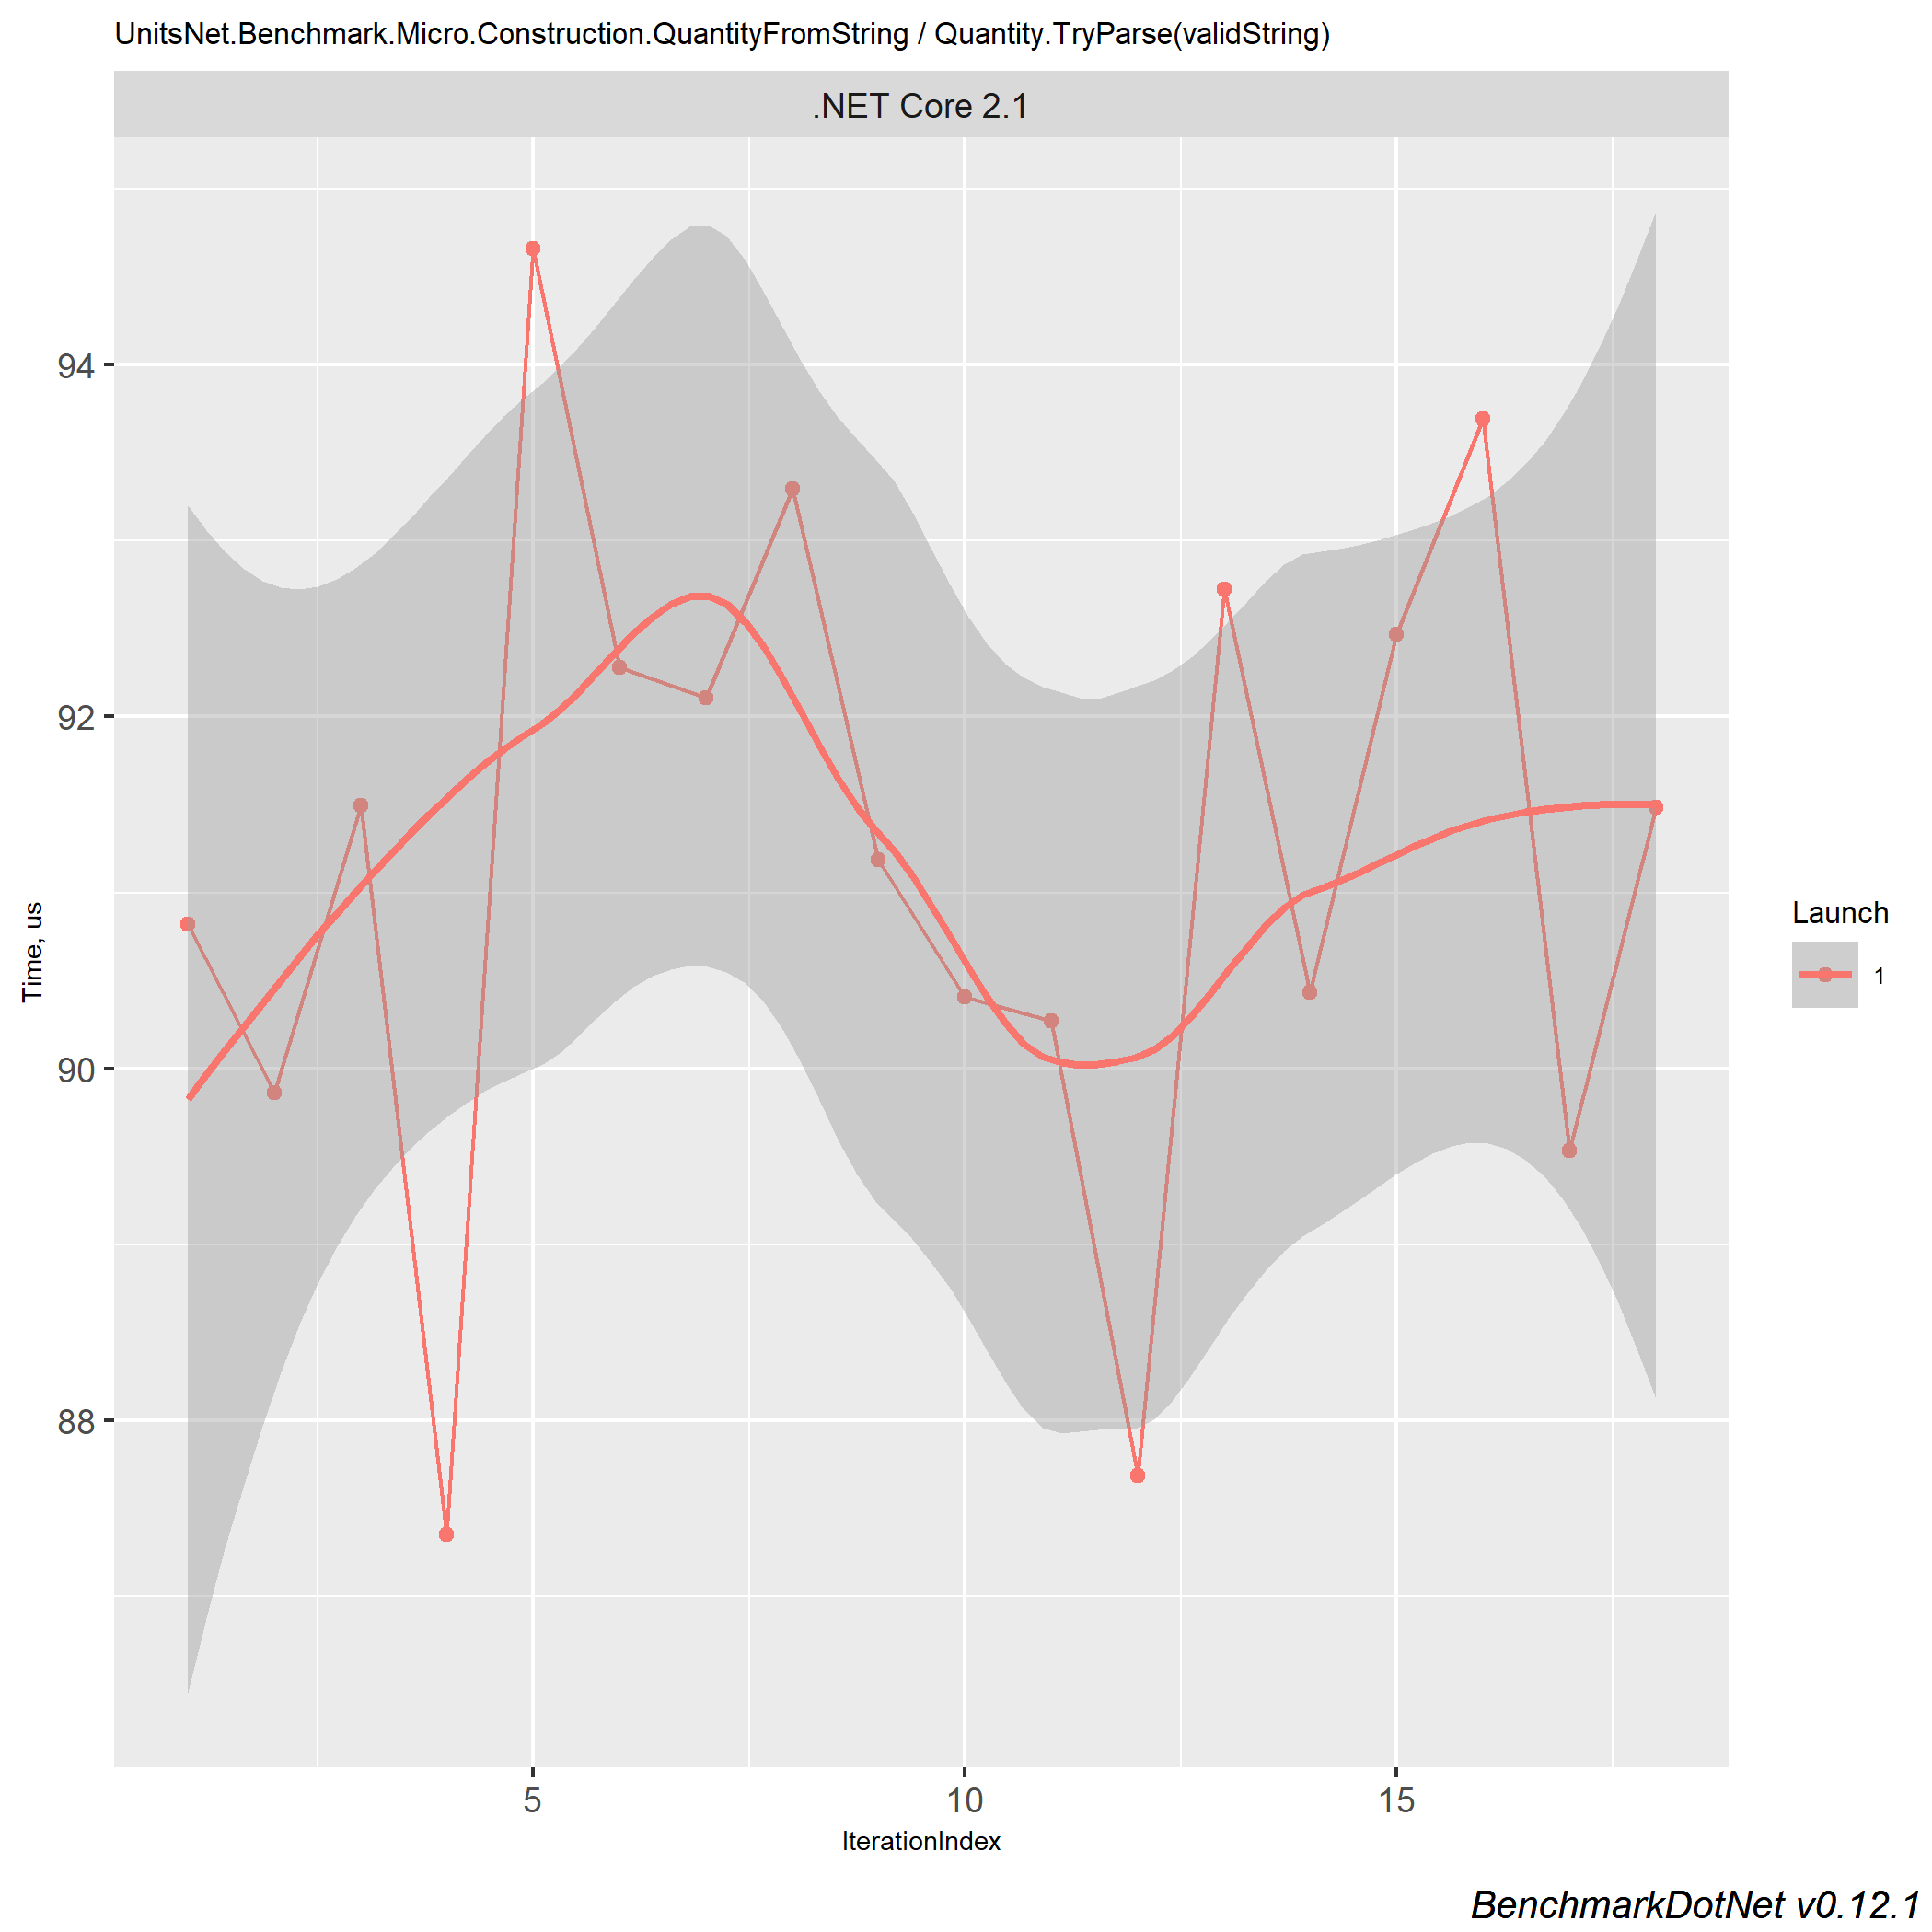 UnitsNet.Benchmark.Micro.Construction.QuantityFromString / Quantity.TryParse(validString)
.NET Core 2.1
94
92
90
88
Time, us
5 10 15
IterationIndex
Launch
1
BenchmarkDotNet v0.12.1